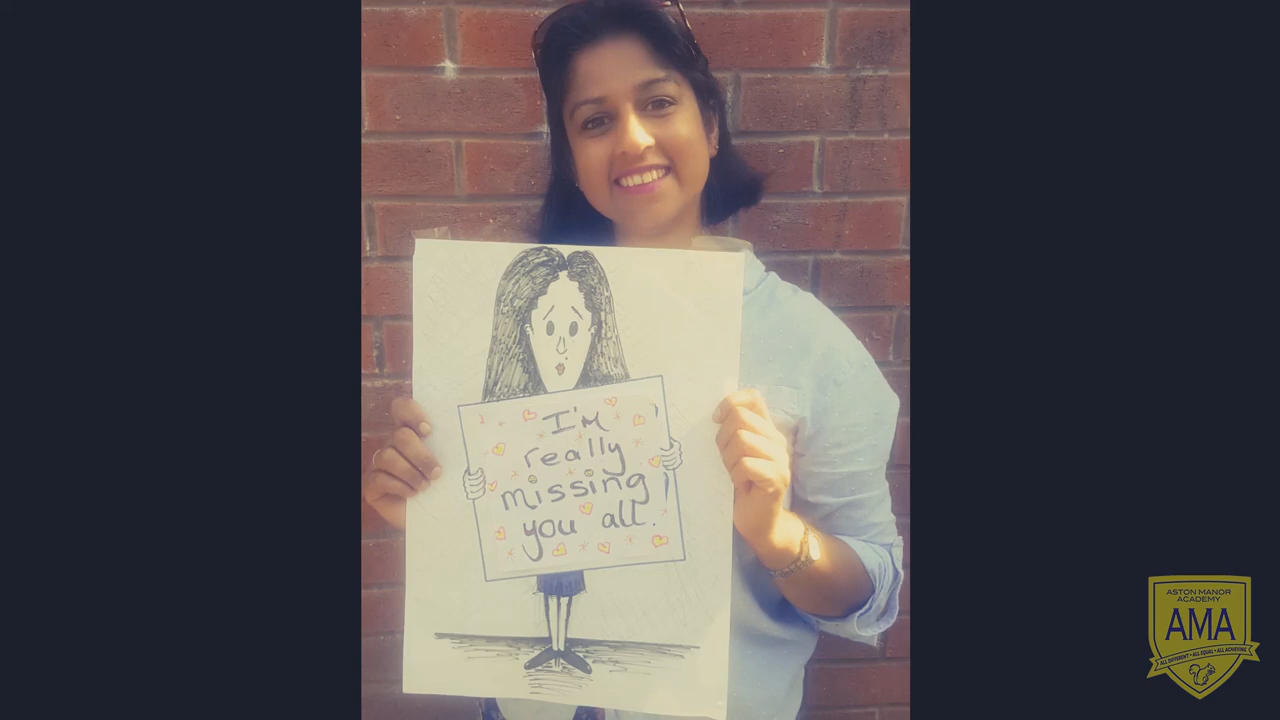 I'm
really
missing
you all!
ASTON MANOR
ACADEMY
AMA
ALL DIFFERENT • ALL EQUAL • ALL ACHIEVING